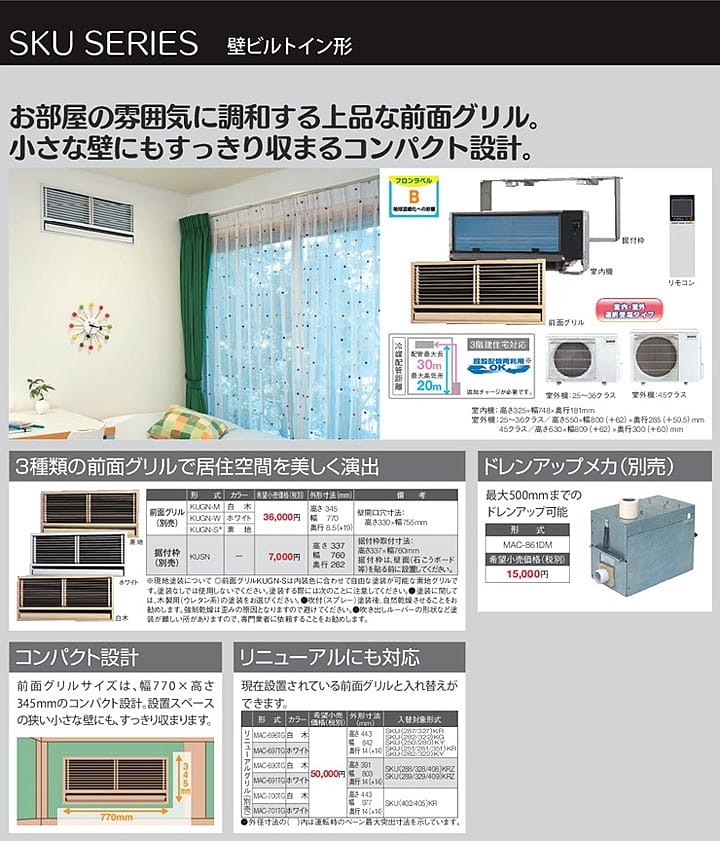 SKU SERIES 壁ビルトイン形
お部屋の雰囲気に調和する上品な前面グリル。
小さな壁にもすっきり収まるコンパクト設計。
フロンラベル
B
地球温暖化への影響
据付枠
室内機
リモコン
前面グリル
室内・室外
冷媒配管距離
配管最大長
30m
最大高低差
20m
3階建住宅対応
既設配管再利用※
OK
追加チャージが必要です。
室外機:25～36クラス
室外機:45クラス
室内機:高さ325×幅748×奥行181mm
室外機:25～36クラス/高さ550×幅800(+62)×奥行285(+59.5)mm
45クラス/高さ630×幅809(+62)×奥行300(+60)mm
3種類の前面グリルで居住空間を美しく演出
素地
ホワイト
白木
形 式 カラー 希望小売価格(税別) 外形寸法(mm) 備 考
前面グリル(別売)
KUGN-M 白 木
KUGN-W ホワイト
KUGN-S※ 素 地
36,000円
高さ 345
幅 770
奥行 8.5(+19)
壁開口寸法:
高さ330×幅755mm
据付枠(別売)
KUSN － 7,000円
高さ 337
幅 760
奥行 262
据付枠取付寸法:
高さ337×幅760mm
据付枠は、壁面(石こうボード等)を貼る前に設置してください。
※現地塗装について ◎前面グリルKUGN-Sは内装色に合わせて自由な塗装が可能な素地グリルで
す。塗装なしでは使用しないでください。塗装する際には次のことに注意してください。●塗装に関して
は、木製用(ウレタン系)の塗装をお選びください。●吹付(スプレー)塗装後、自然乾燥させることをお
勧めします。強制乾燥は歪みの原因となりますので避けてください。●吹き出しルーバーの形状など塗
装が難しい所がありますので、専門業者に依頼することをお勧めします。
ドレンアップメカ(別売)
最大500mmまでの
ドレンアップ可能
形 式
MAC-861DM
希望小売価格(税別)
15,000円
コンパクト設計
前面グリルサイズは、幅770×高さ
345mmのコンパクト設計。設置スペース
の狭い小さな壁にも、すっきり収まります。
345mm
770mm
リニューアルにも対応
現在設置されている前面グリルと入れ替えが
できます。
形 式 カラー 希望小売価格(税別) 外形寸法(mm) 入替対象形式
リニューアルグリル(別売)
MAC-696TG 白 木
MAC-697TG ホワイト
高さ 443
幅 842
奥行 14(+14)
SKU(287/327)KR
SKU(282/322)KG
SKU(250/280)KY
SKU(251/281/351)KR
SKU(282/322)KY
MAC-690TG 白 木
MAC-691TG ホワイト
50,000円
高さ 391
幅 803
奥行 14(+14)
SKU(288/328/408)KRZ
SKU(289/329/409)KRZ
MAC-700TG 白 木
MAC-701TG ホワイト
高さ 443
幅 977
奥行 14(+14)
SKU(402/405)KR
●外径寸法の( )内は運転時のベーン最大突出寸法を示しています。